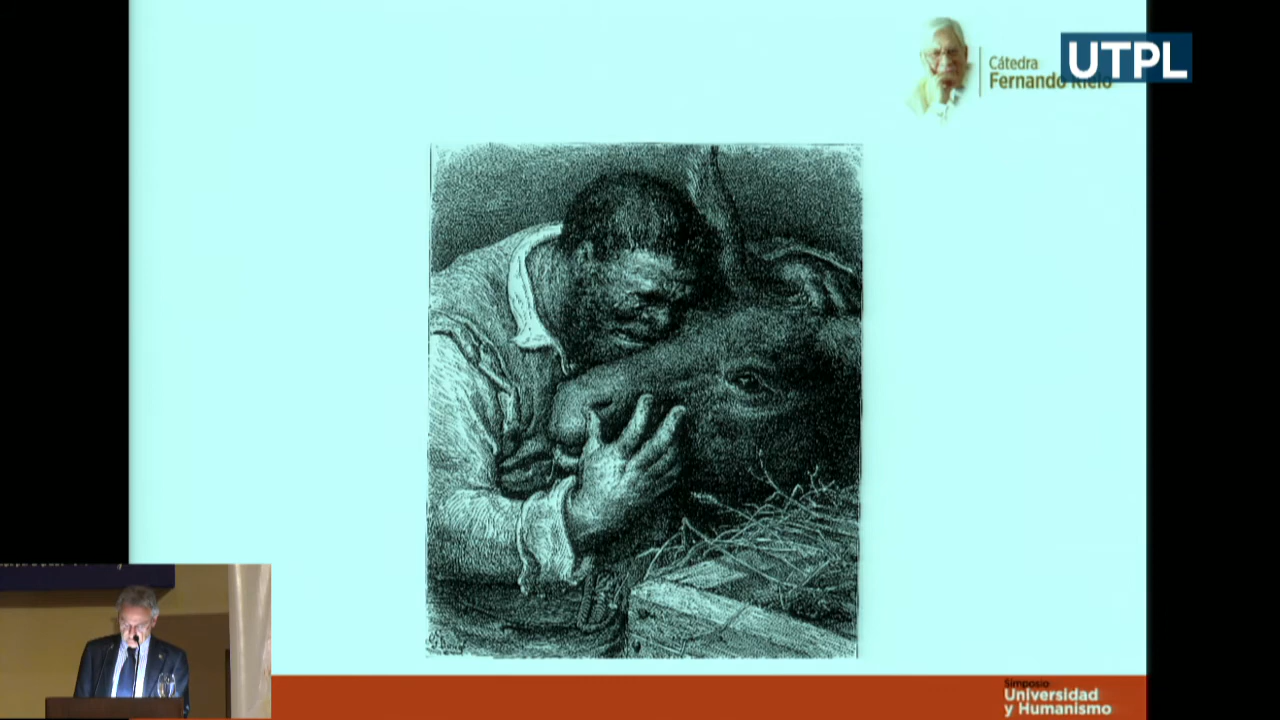 UTPL
Cátedra
Fernando Rielo
Simposio
Universidad
y Humanismo